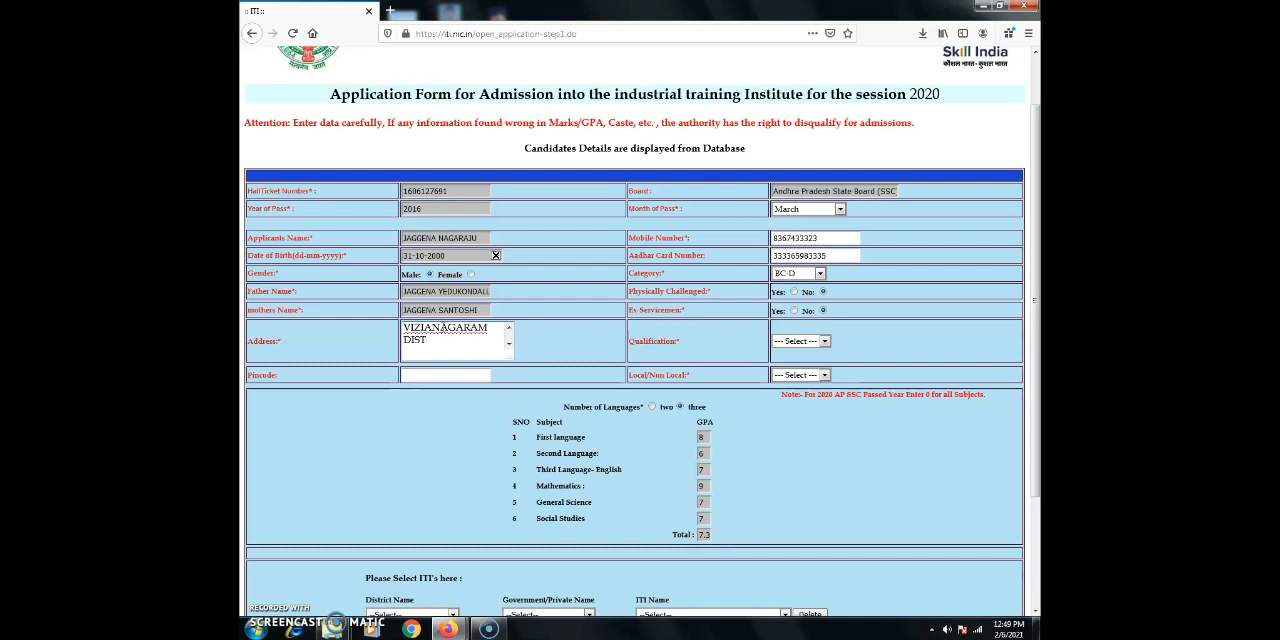 :: ITI ::
https://iti.nic.in/open_application-step1.do
Skill India
कौशल भारत-कुशल भारत
Application Form for Admission into the industrial training Institute for the session 2020
Attention: Enter data carefully, If any information found wrong in Marks/GPA, Caste, etc. , the authority has the right to disqualify for admissions.
Candidates Details are displayed from Database
HallTicket Number* : 1606127691 Board : Andhra Pradesh State Board (SSC)
Year of Pass* : 2016 Month of Pass* : March
Applicants Name:* JAGGENA NAGARAJU Mobile Number:* 8367433323
Date of Birth(dd-mm-yyyy):* 31-10-2000 Aadhar Card Number: 333365983335
Gender:* Male: Female Category:* BC-D
Father Name:* JAGGENA YEDUKONDALU Physically Challenged:* Yes: No:
mothers Name:* JAGGENA SANTOSHI Ex-Servicemen:* Yes: No:
Address:* VIZIANAGARAM
DIST
Qualification:* --- Select ---
Pincode: Local/Non Local:* --- Select ---
Note:- For 2020 AP SSC Passed Year Enter 0 for all Subjects.
Number of Languages* two three
SNO Subject GPA
1 First language 8
2 Second Language: 6
3 Third Language- English 7
4 Mathematics : 9
5 General Science 7
6 Social Studies 7
Total : 7.3
Please Select ITI's here :
District Name Government/Private Name ITI Name
--Select-- --Select-- --Select-- Delete
RECORDED WITH
SCREENCAST MATIC
12:49 PM
2/6/2021